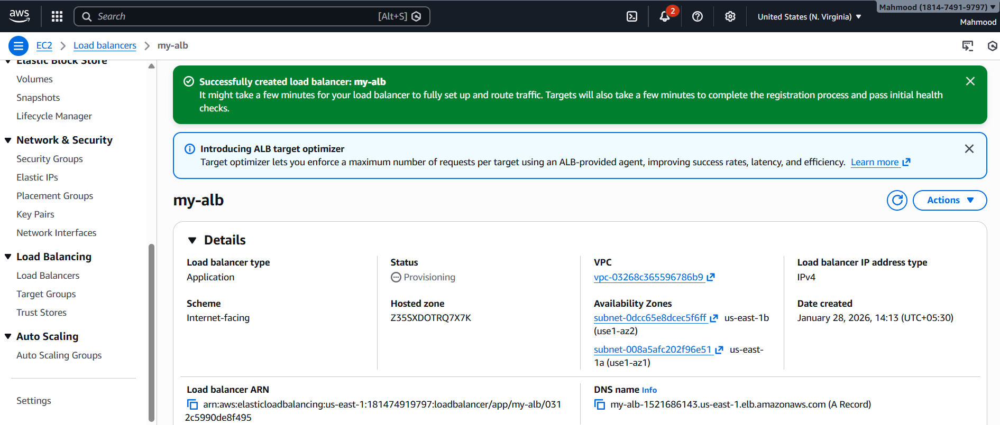 aws
Search
[Alt+S]
2
United States (N. Virginia)
Mahmood (1814-7491-9797)
Mahmood
EC2
Load balancers
my-alb
Elastic Block Store
Volumes
Snapshots
Lifecycle Manager
Network & Security
Security Groups
Elastic IPs
Placement Groups
Key Pairs
Network Interfaces
Load Balancing
Load Balancers
Target Groups
Trust Stores
Auto Scaling
Auto Scaling Groups
Settings
Successfully created load balancer: my-alb
It might take a few minutes for your load balancer to fully set up and route traffic. Targets will also take a few minutes to complete the registration process and pass initial health
checks.
Introducing ALB target optimizer
Target optimizer lets you enforce a maximum number of requests per target using an ALB-provided agent, improving success rates, latency, and efficiency. Learn more
my-alb
Actions
Details
Load balancer type
Application
Status
Provisioning
VPC
vpc-03268c365596786b9
Load balancer IP address type
IPv4
Scheme
Internet-facing
Hosted zone
Z35SXDOTRQ7X7K
Availability Zones
subnet-0dcc65e8dcec5f6ff us-east-1b
(use1-az2)
subnet-008a5afc202f96e51 us-east-
1a (use1-az1)
Date created
January 28, 2026, 14:13 (UTC+05:30)
Load balancer ARN
arn:aws:elasticloadbalancing:us-east-1:181474919797:loadbalancer/app/my-alb/031
2c5990de8f495
DNS name Info
my-alb-1521686143.us-east-1.elb.amazonaws.com (A Record)